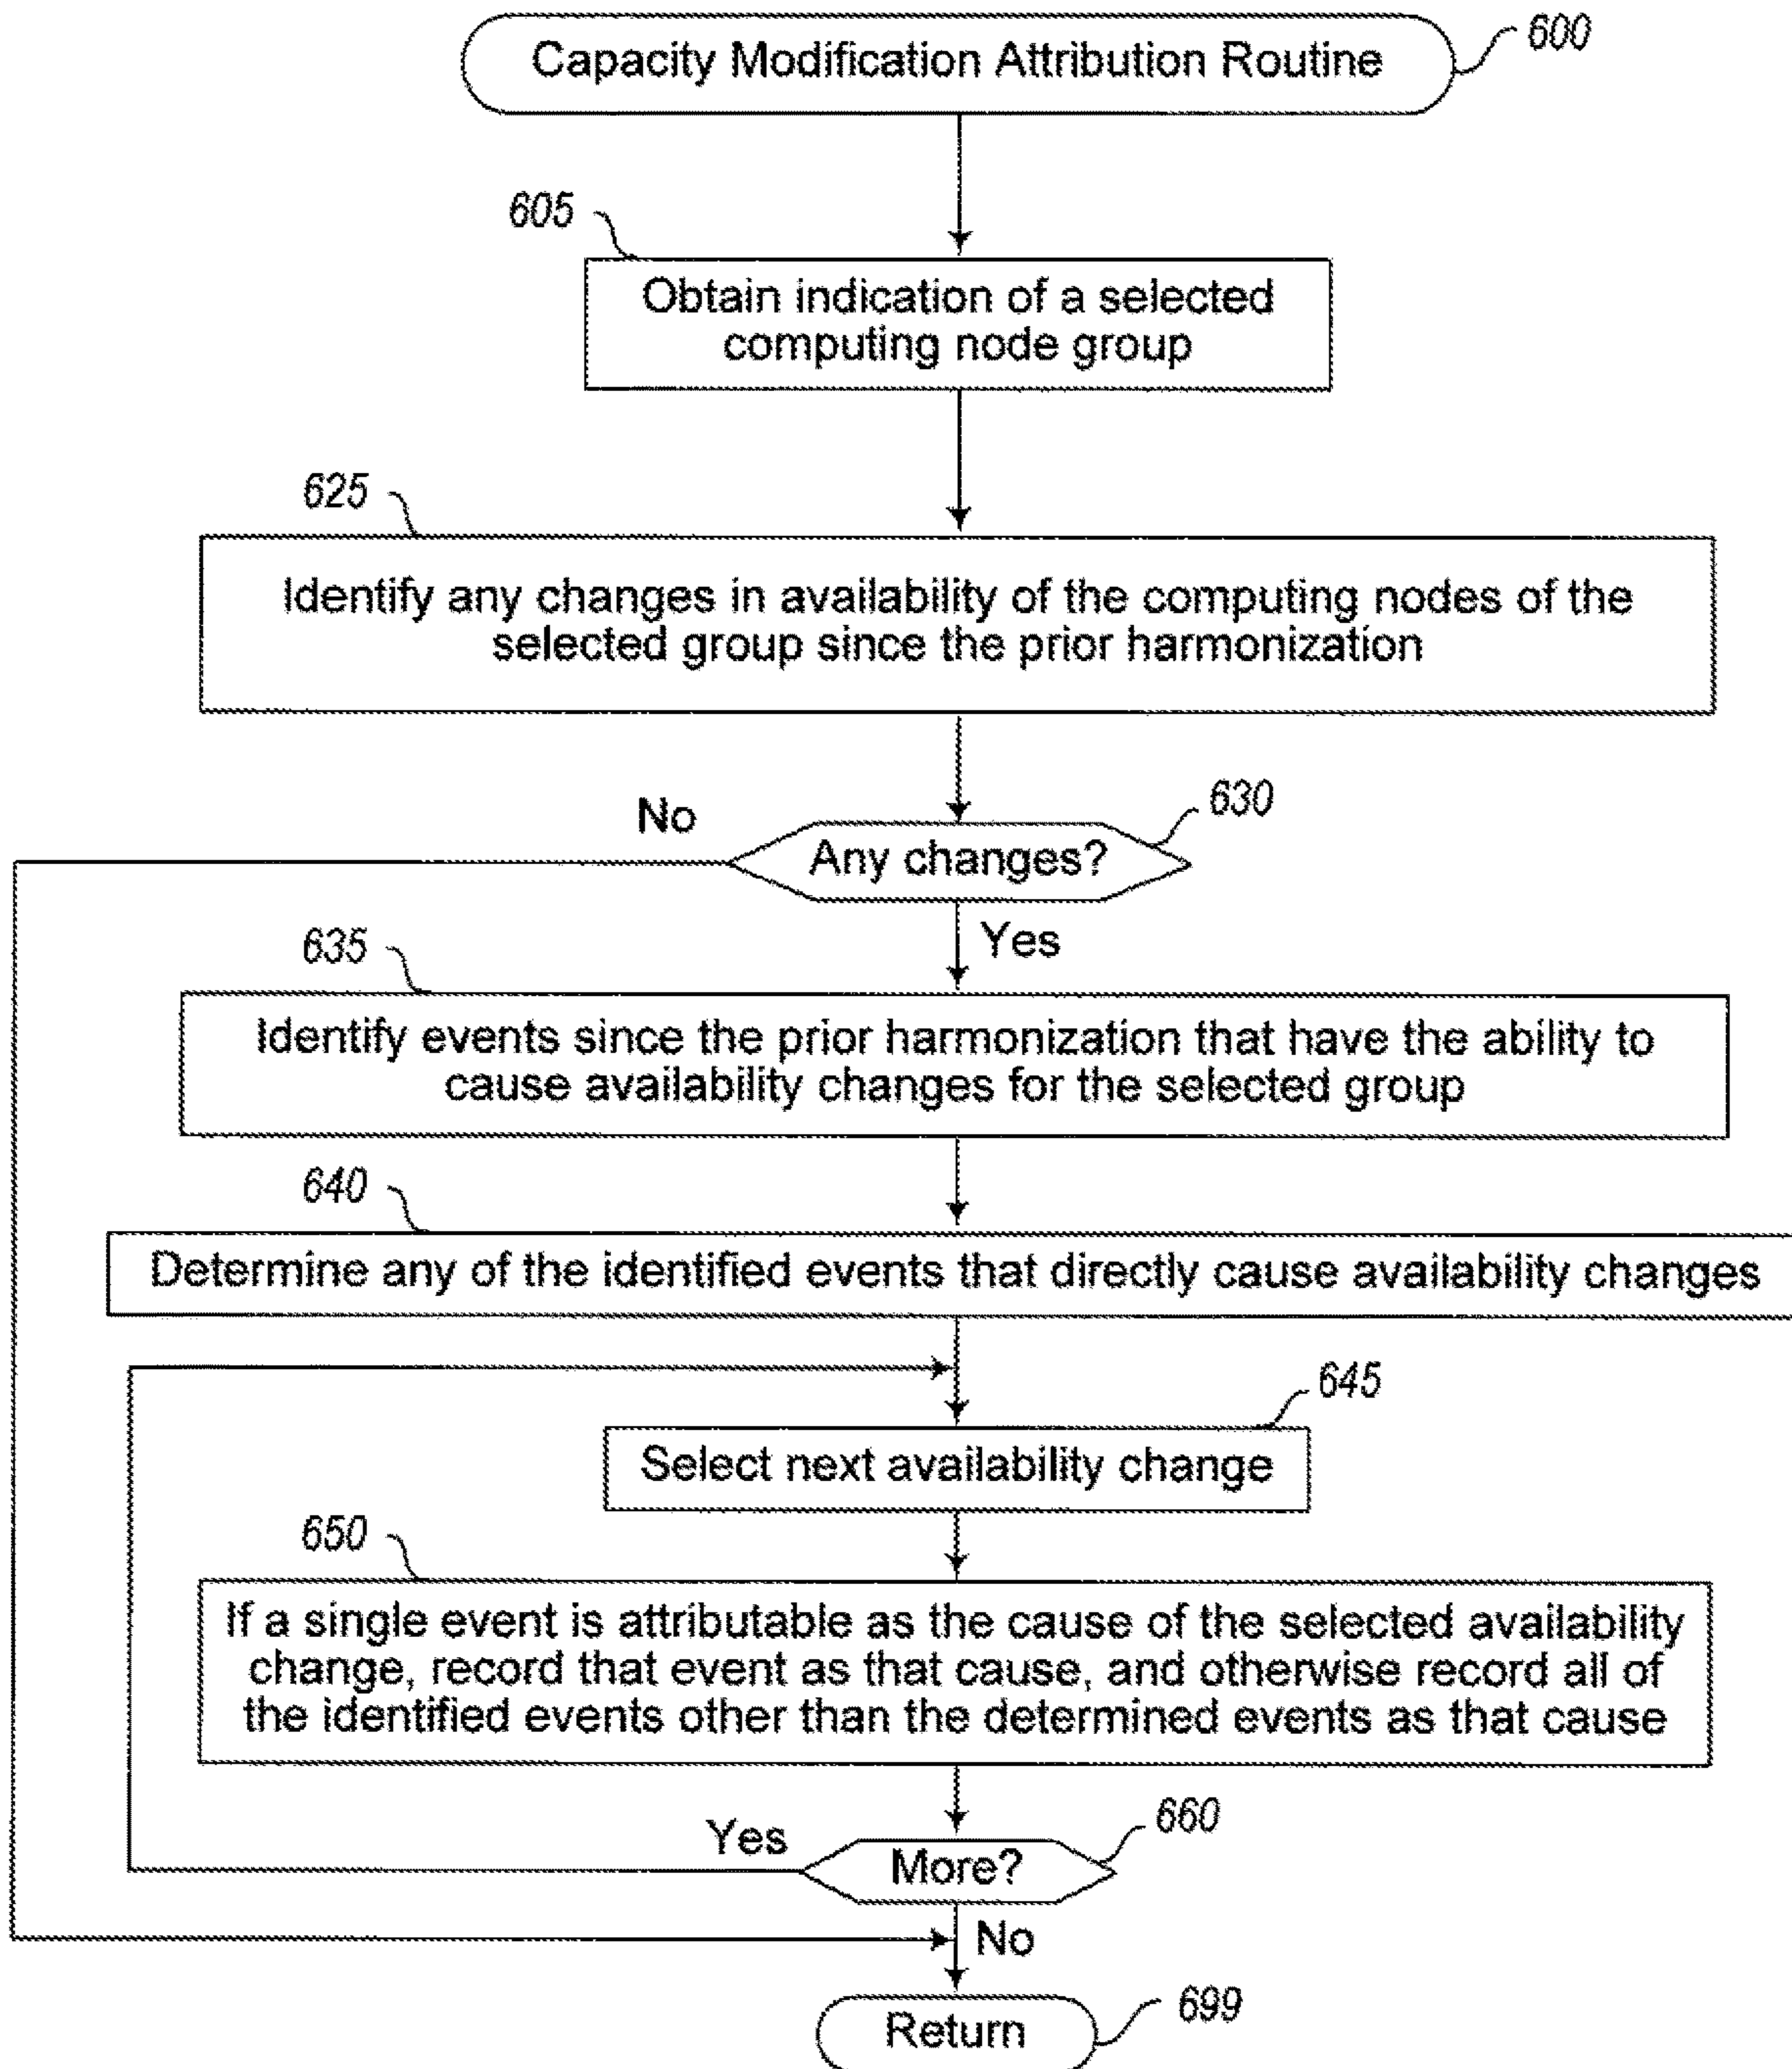 Capacity Modification Attribution Routine
600
605
Obtain indication of a selected
computing node group
625
Identify any changes in availability of the computing nodes of the
selected group since the prior harmonization
No
630
Any changes?
Yes
635
Identify events since the prior harmonization that have the ability to
cause availability changes for the selected group
640
Determine any of the identified events that directly cause availability changes
645
Select next availability change
650
If a single event is attributable as the cause of the selected availability
change, record that event as that cause, and otherwise record all of
the identified events other than the determined events as that cause
Yes
660
More?
No
699
Return